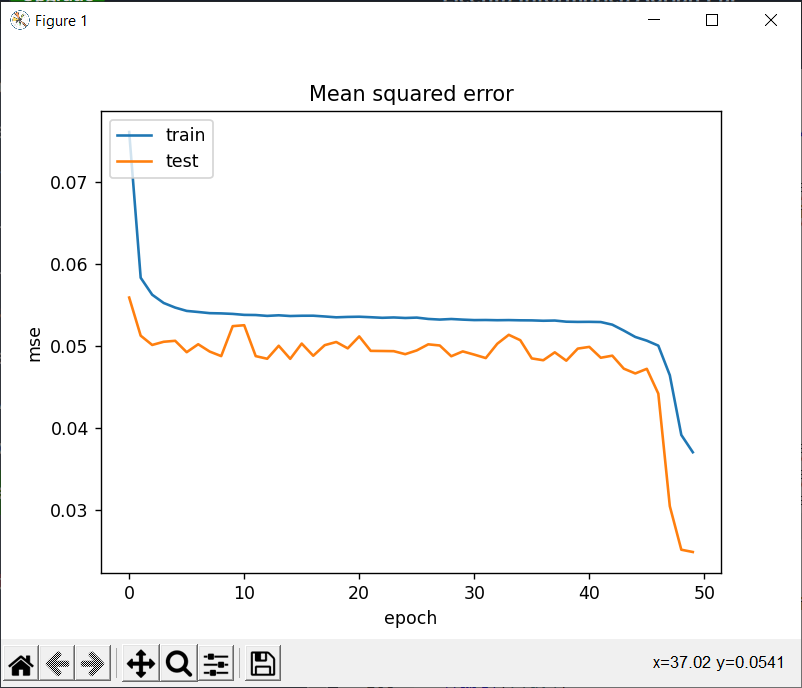 Figure 1
Mean squared error
train
test
0.07
0.06
0.05
0.04
0.03
mse
0 10 20 30 40 50
epoch
x=37.02 y=0.0541